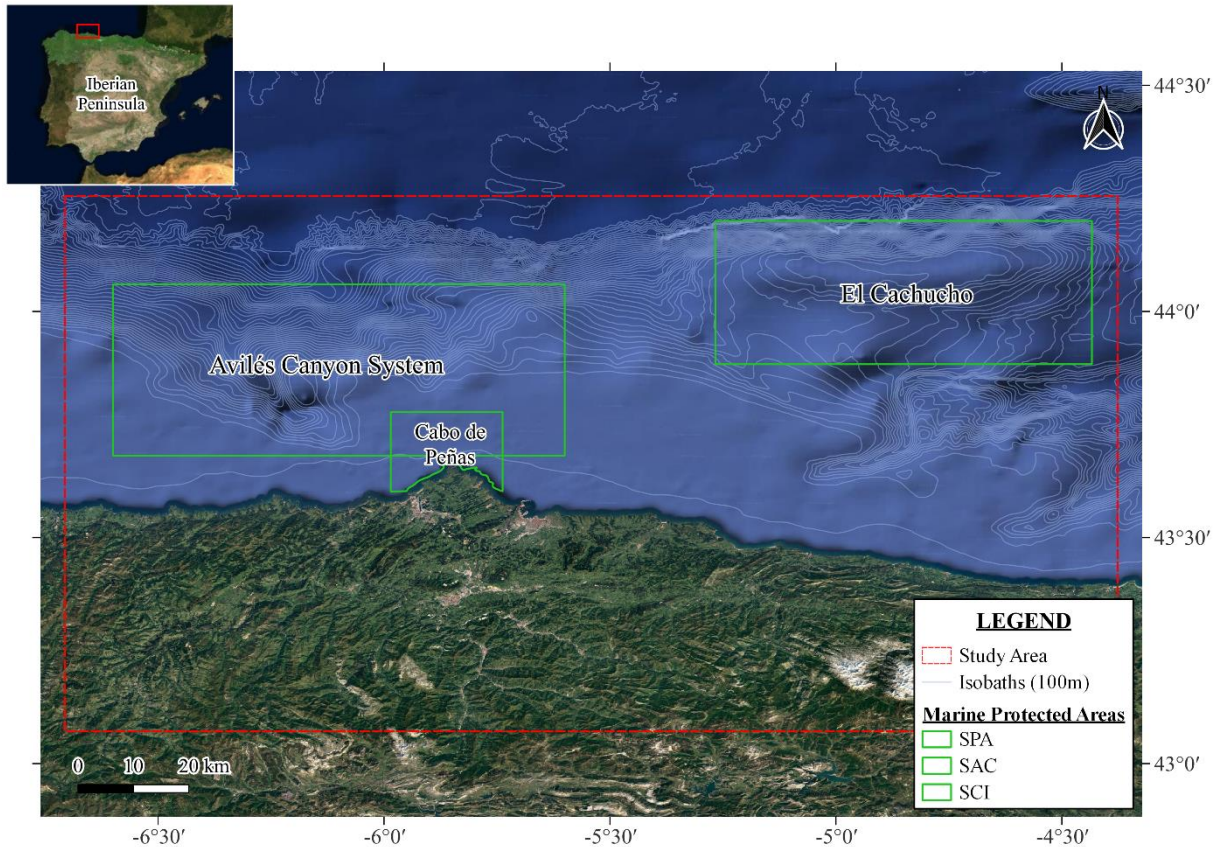 Iberian
Peninsula
N
44°30′
El Cachucho
44°0′
Avilés Canyon System
Cabo de
Peñas
43°30′
LEGEND
Study Area
Isobaths (100m)
Marine Protected Areas
SPA
SAC
SCI
0 10 20 km
43°0′
-6°30′ -6°0′ -5°30′ -5°0′ -4°30′